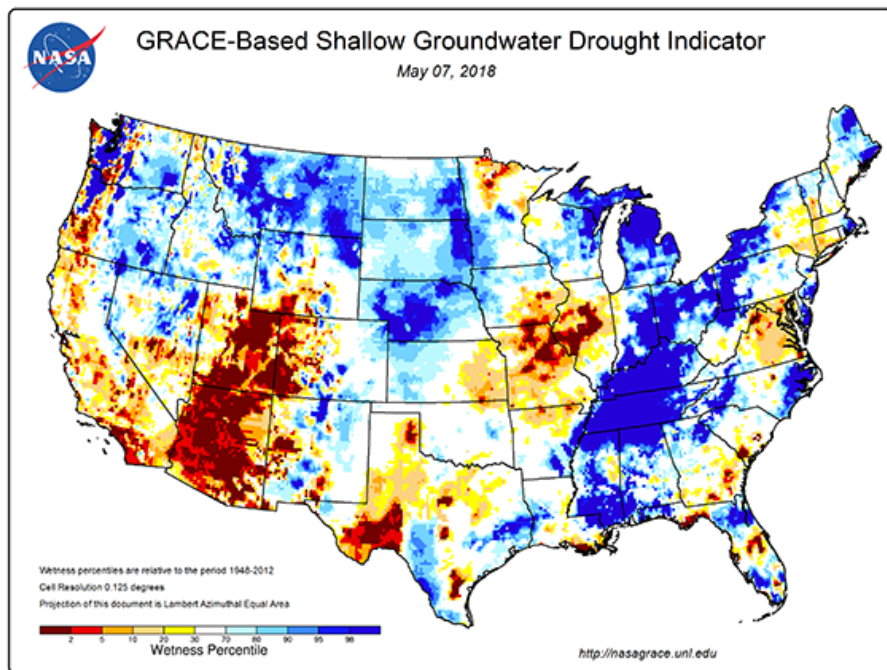 NASA
GRACE-Based Shallow Groundwater Drought Indicator
May 07, 2018
Wetness percentiles are relative to the period 1948-2012
Cell Resolution 0.125 degrees
Projection of this document is Lambert Azimuthal Equal Area
2 5 10 20 30 70 80 90 95 98
Wetness Percentile
http://nasagrace.unl.edu